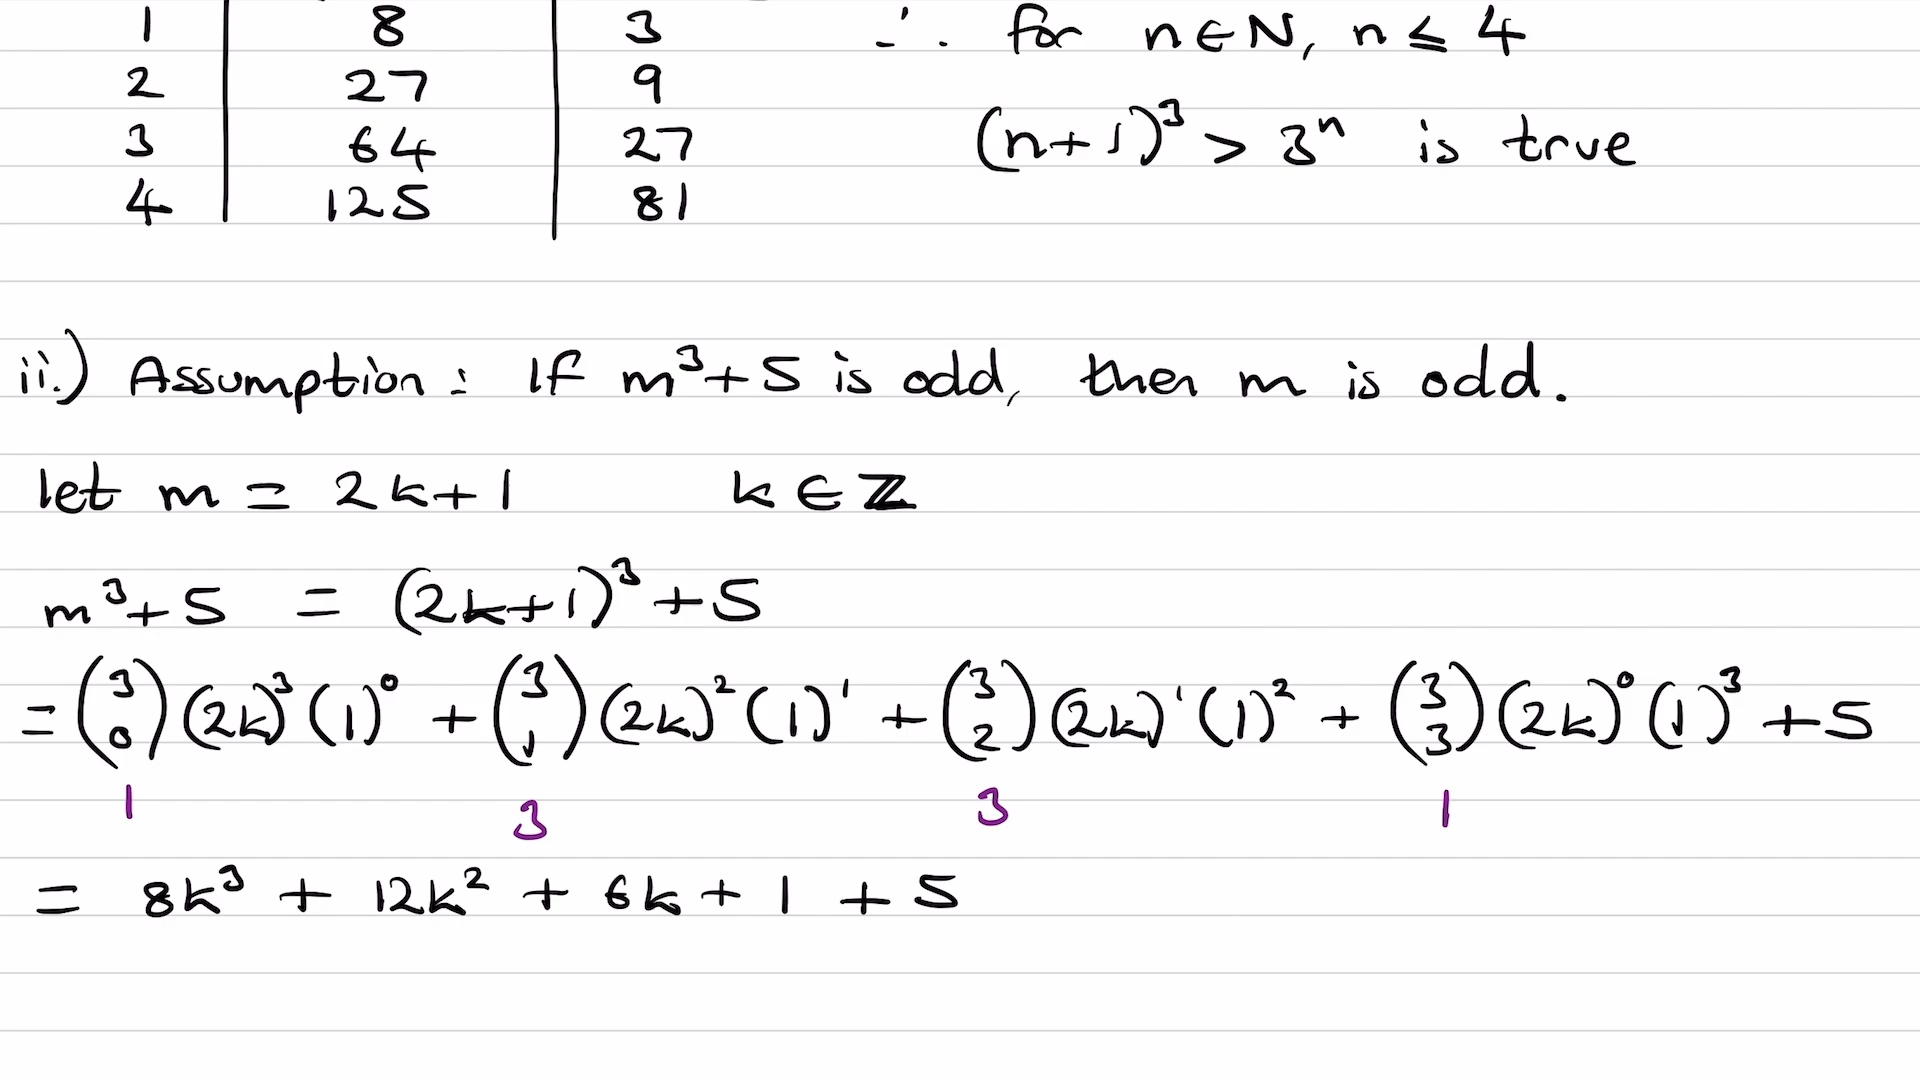 1 8 3 ∴ for n∈N, n≤4
2 27 9
3 64 27 (n+1)³ > 3ⁿ is true
4 125 81
ii.) Assumption: If m³+5 is odd, then m is odd.
let m = 2k+1 k∈ℤ
m³+5 = (2k+1)³+5
= (3 0)(2k)³(1)⁰ + (3 1)(2k)²(1)¹ + (3 2)(2k)¹(1)² + (3 3)(2k)⁰(1)³ + 5
1 3 3 1
= 8k³ + 12k² + 6k + 1 + 5